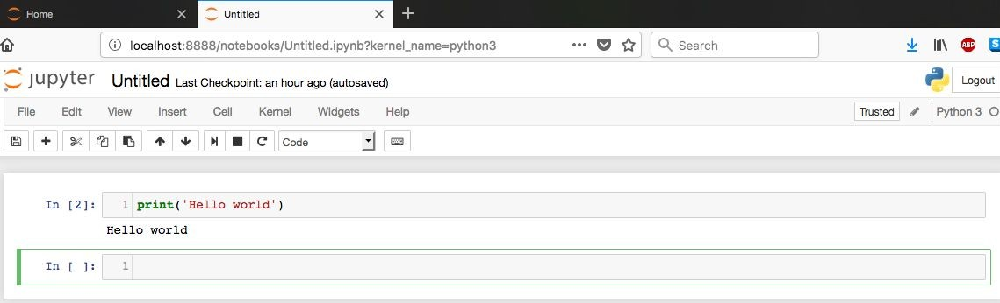 Home
Untitled
localhost:8888/notebooks/Untitled.ipynb?kernel_name=python3
Search
ABP
S
jupyter Untitled Last Checkpoint: an hour ago (autosaved)
Logout
File Edit View Insert Cell Kernel Widgets Help
Trusted
Python 3
Code
In [2]: 1 print('Hello world')
Hello world
In [ ]: 1